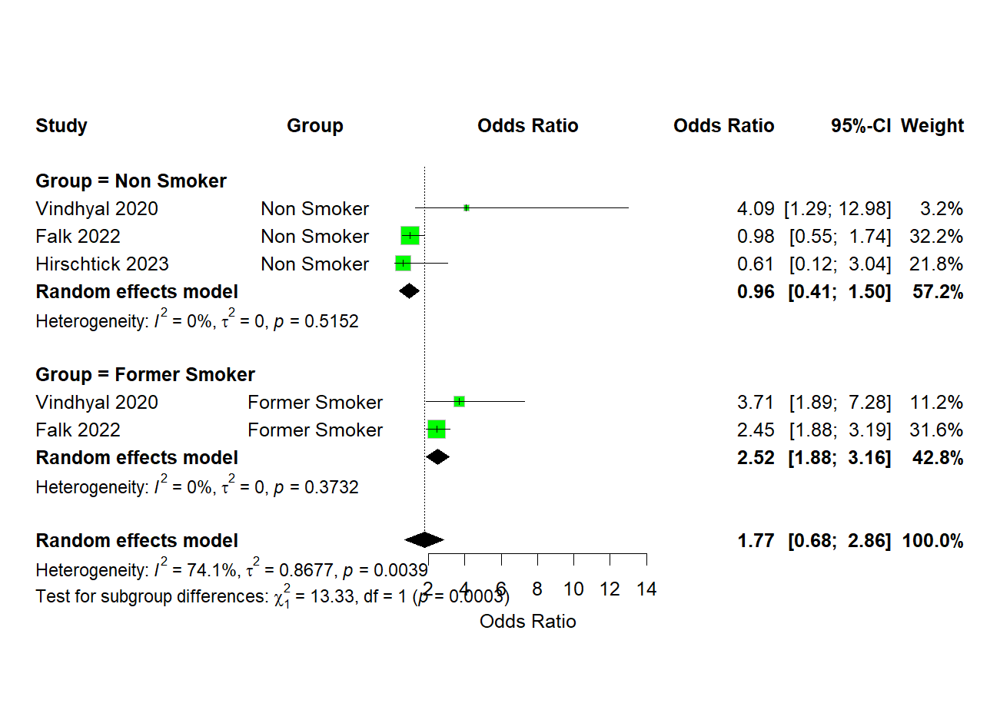 Study Group Odds Ratio Odds Ratio 95%-CI Weight
Group = Non Smoker
Vindhyal 2020 Non Smoker 4.09 [1.29; 12.98] 3.2%
Falk 2022 Non Smoker 0.98 [0.55; 1.74] 32.2%
Hirschtick 2023 Non Smoker 0.61 [0.12; 3.04] 21.8%
Random effects model 0.96 [0.41; 1.50] 57.2%
Heterogeneity: I² = 0%, τ² = 0, p = 0.5152
Group = Former Smoker
Vindhyal 2020 Former Smoker 3.71 [1.89; 7.28] 11.2%
Falk 2022 Former Smoker 2.45 [1.88; 3.19] 31.6%
Random effects model 2.52 [1.88; 3.16] 42.8%
Heterogeneity: I² = 0%, τ² = 0, p = 0.3732
Random effects model 1.77 [0.68; 2.86] 100.0%
Heterogeneity: I² = 74.1%, τ² = 0.8677, p = 0.0039
Test for subgroup differences: χ²₁ = 13.33, df = 1 (p = 0.0003)
2 4 6 8 10 12 14
Odds Ratio